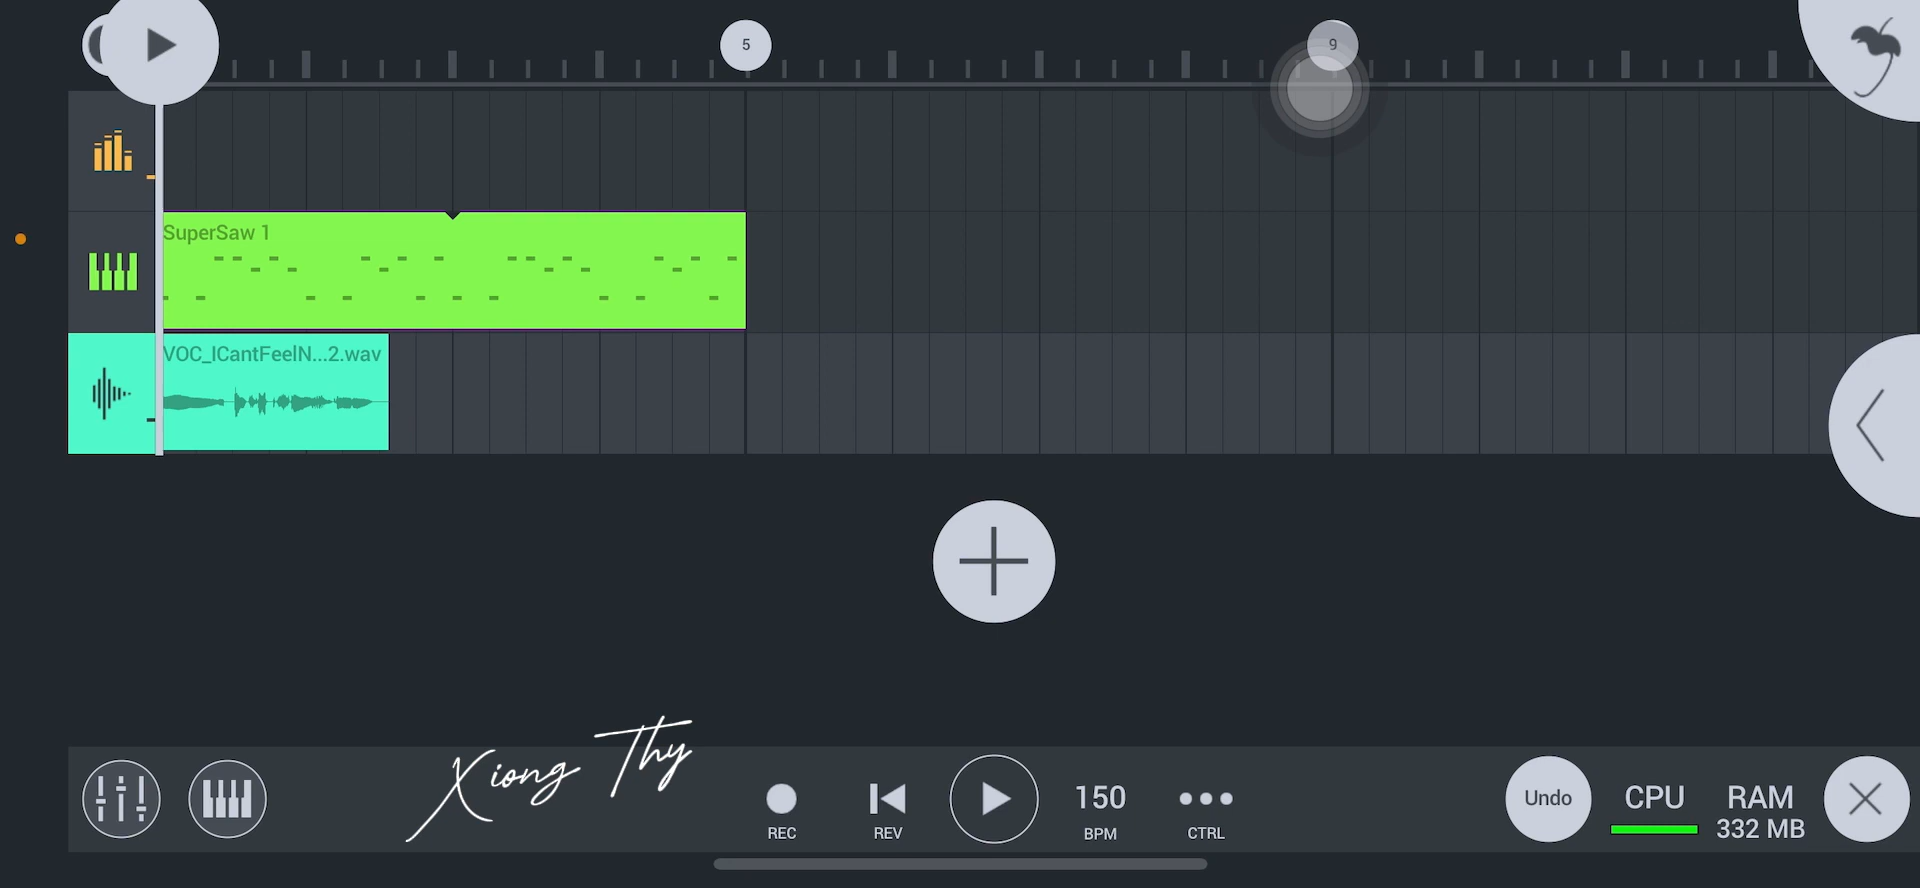 5
9
SuperSaw 1
VOC_ICantFeelN...2.wav
Xiong Thy
REC
REV
150
BPM
CTRL
Undo
CPU
RAM
332 MB